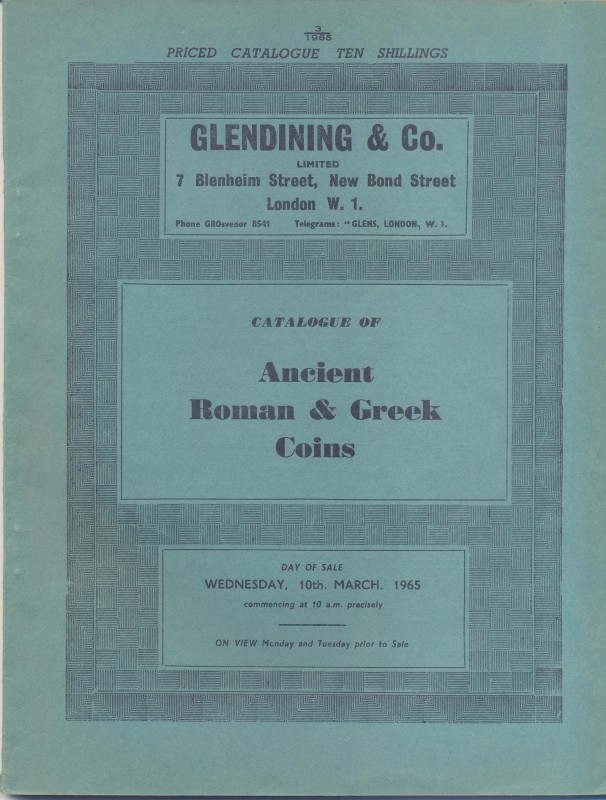 3
1965
PRICED CATALOGUE TEN SHILLINGS
GLENDINING & Co.
LIMITED
7 Blenheim Street, New Bond Street
London W. 1.
Phone GROsvenor 8541 Telegrams: "GLENS, LONDON, W. 1.
CATALOGUE OF
Ancient
Roman & Greek
Coins
DAY OF SALE
WEDNESDAY, 10th. MARCH, 1965
commencing at 10 a.m. precisely
ON VIEW Monday and Tuesday prior to Sale